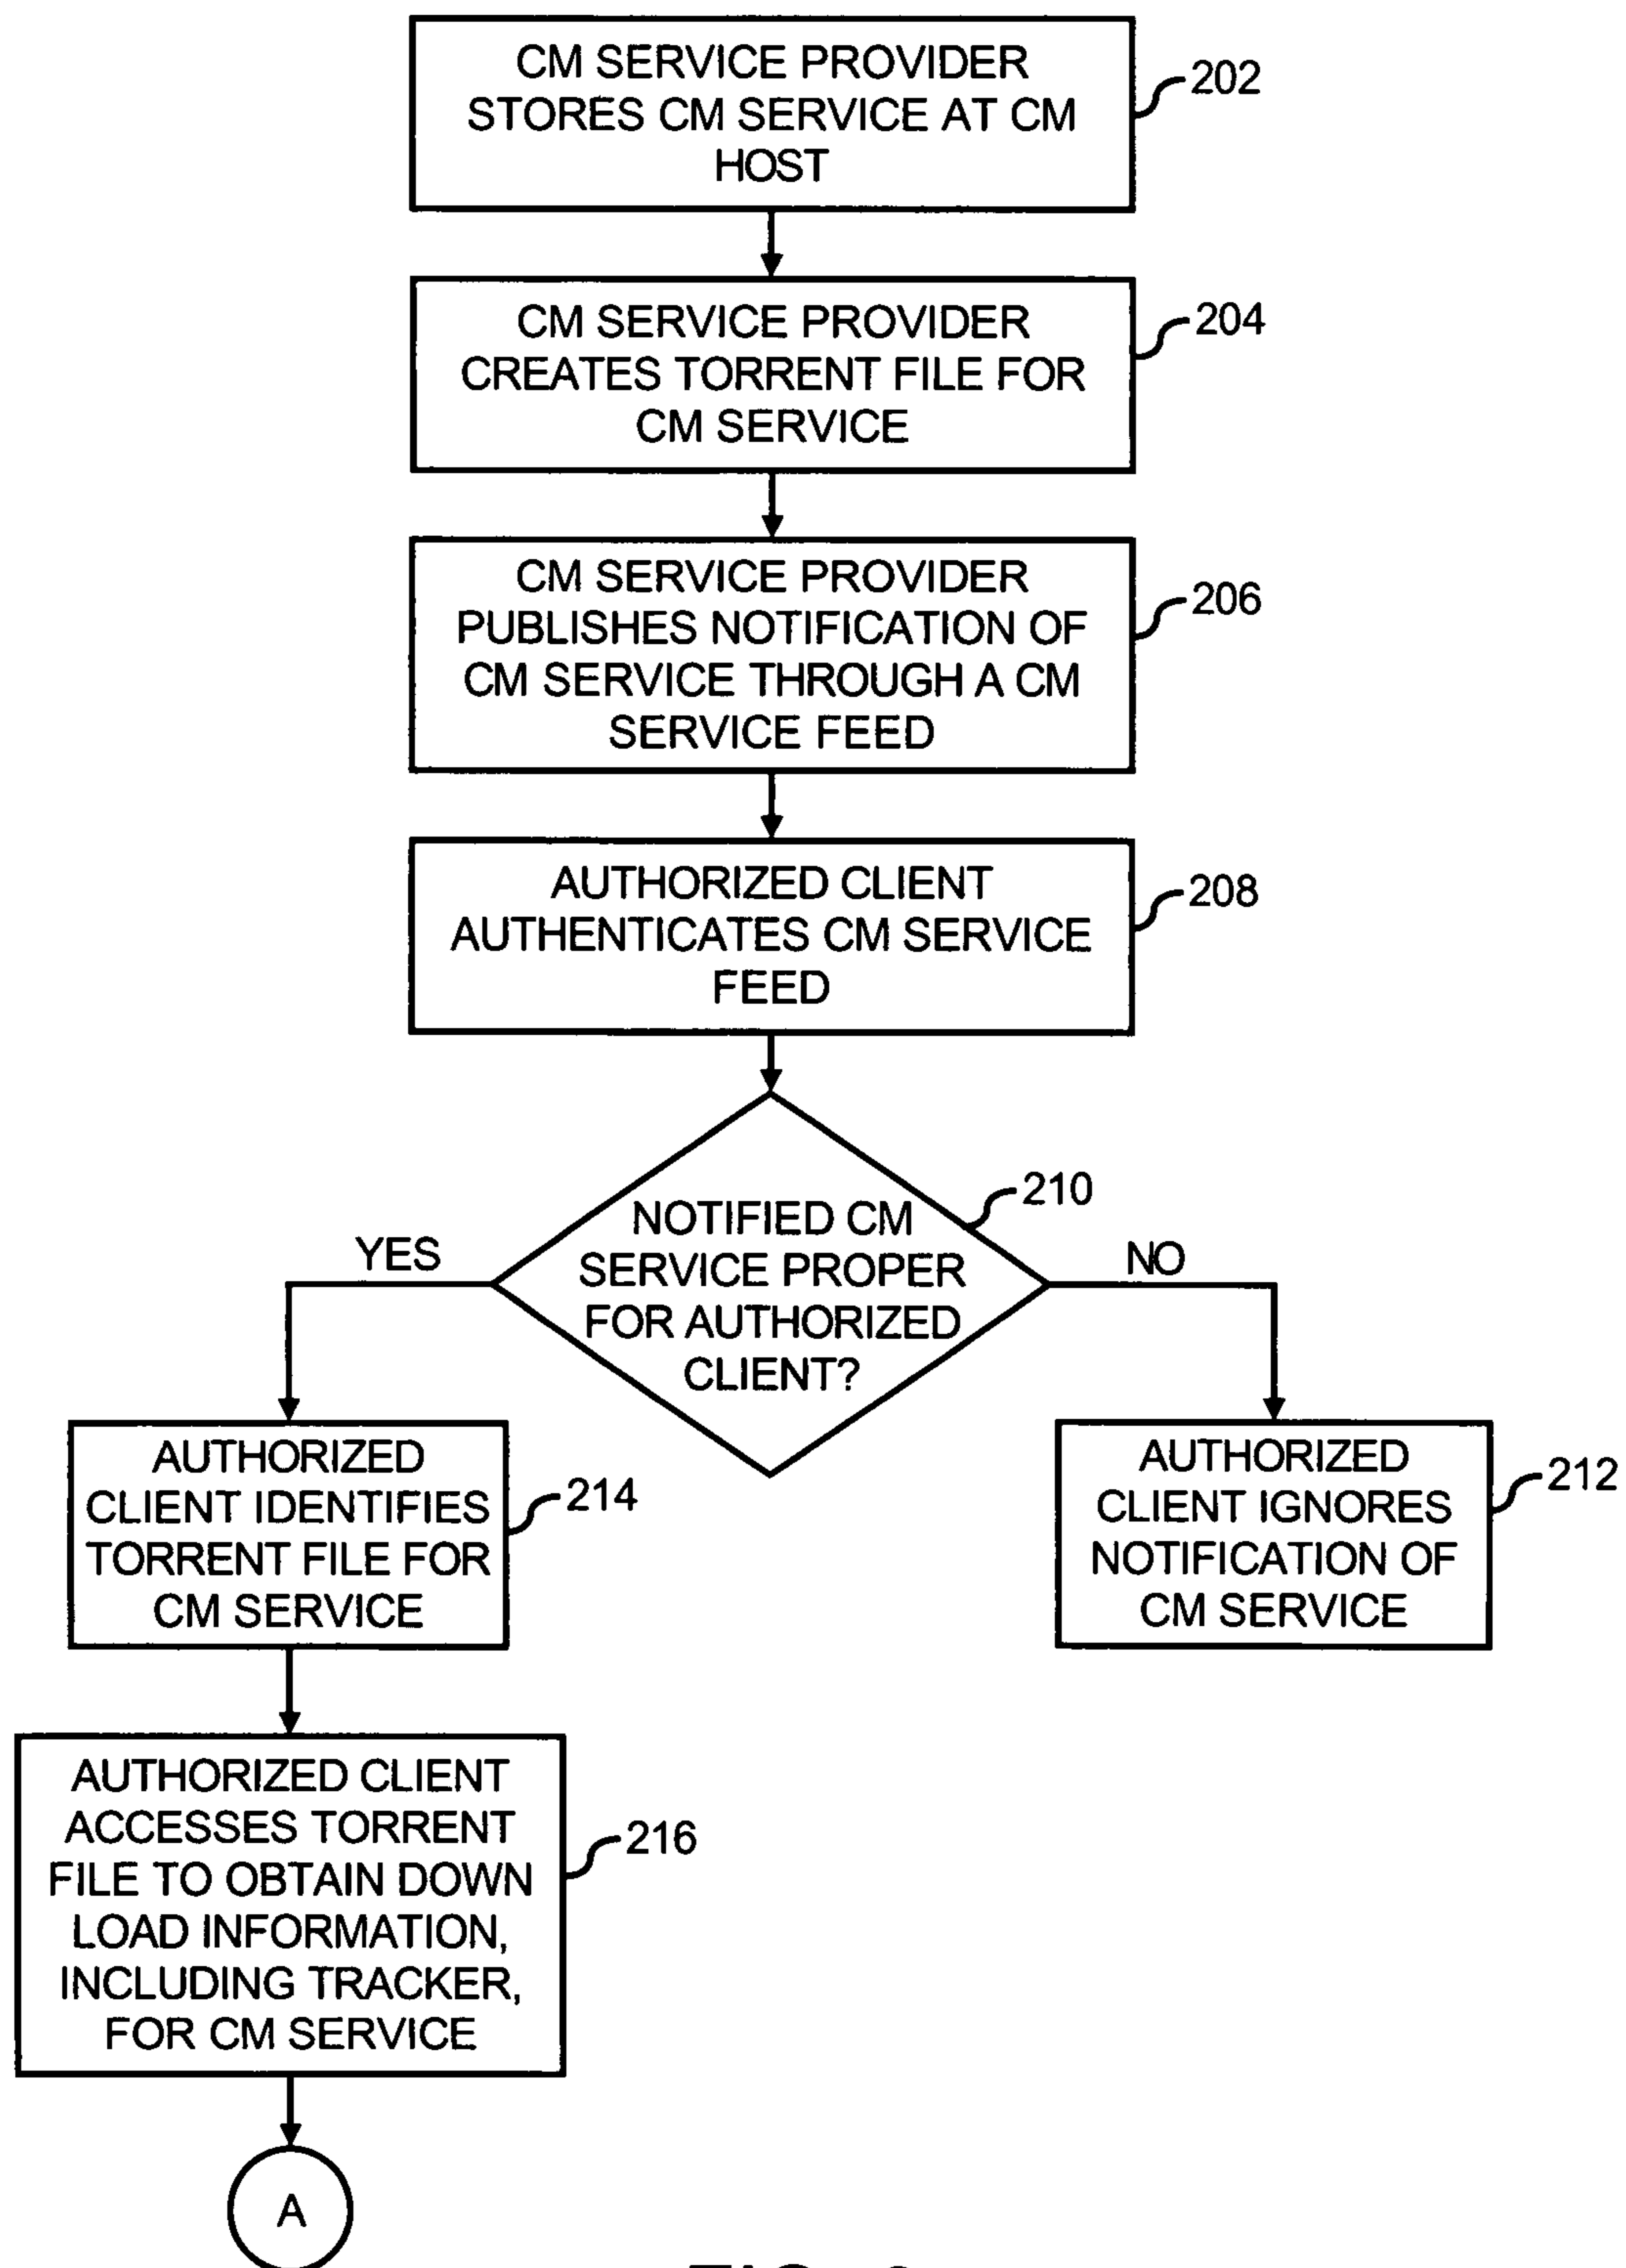 CM SERVICE PROVIDER
STORES CM SERVICE AT CM
HOST
202
CM SERVICE PROVIDER
CREATES TORRENT FILE FOR
CM SERVICE
204
CM SERVICE PROVIDER
PUBLISHES NOTIFICATION OF
CM SERVICE THROUGH A CM
SERVICE FEED
206
AUTHORIZED CLIENT
AUTHENTICATES CM SERVICE
FEED
208
NOTIFIED CM
SERVICE PROPER
FOR AUTHORIZED
CLIENT?
210
YES
NO
AUTHORIZED
CLIENT IDENTIFIES
TORRENT FILE FOR
CM SERVICE
214
AUTHORIZED
CLIENT IGNORES
NOTIFICATION OF
CM SERVICE
212
AUTHORIZED CLIENT
ACCESSES TORRENT
FILE TO OBTAIN DOWN
LOAD INFORMATION,
INCLUDING TRACKER,
FOR CM SERVICE
216
A